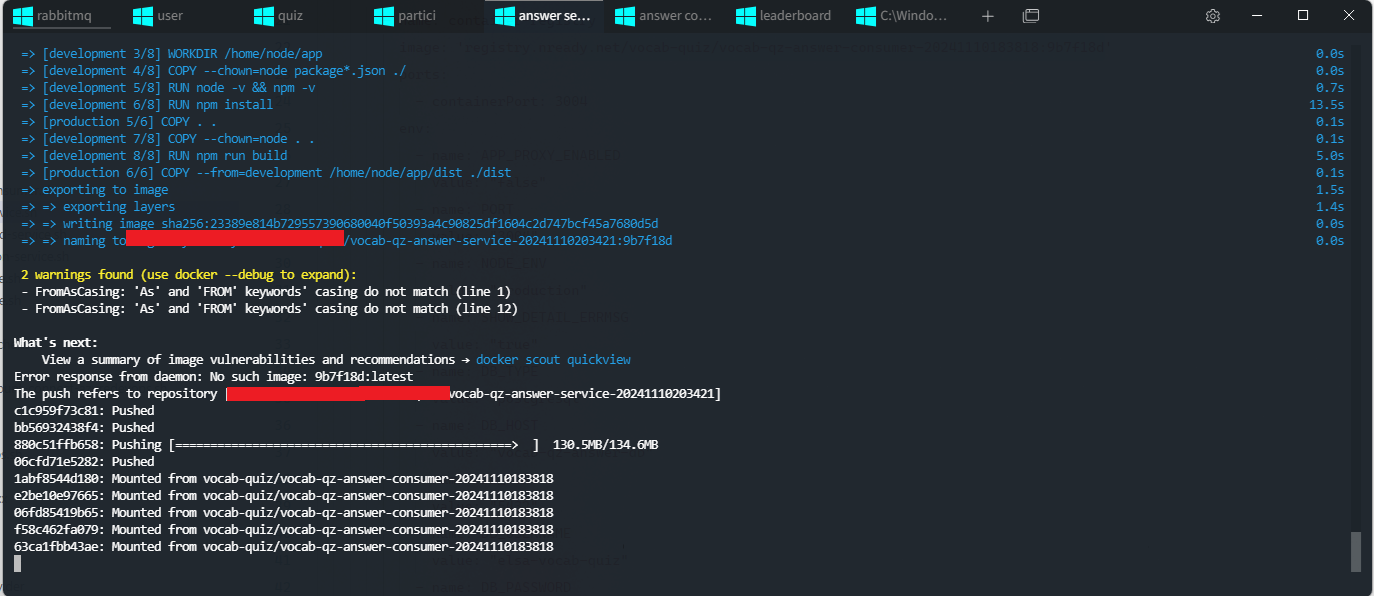 rabbitmq
user
quiz
partici
answer se...
answer co...
leaderboard
C:\Windo...
=> [development 3/8] WORKDIR /home/node/app 0.0s
=> [development 4/8] COPY --chown=node package*.json ./ 0.0s
=> [development 5/8] RUN node -v && npm -v 0.7s
=> [development 6/8] RUN npm install 13.5s
=> [production 5/6] COPY . . 0.1s
=> [development 7/8] COPY --chown=node . . 0.1s
=> [development 8/8] RUN npm run build 5.0s
=> [production 6/6] COPY --from=development /home/node/app/dist ./dist 0.1s
=> exporting to image 1.5s
=> => exporting layers 1.4s
=> => writing image sha256:23389e814b729557390680040f50393a4c90825df1604c2d747bcf45a7680d5d 0.0s
=> => naming to /vocab-qz-answer-service-20241110203421:9b7f18d 0.0s
2 warnings found (use docker --debug to expand):
- FromAsCasing: 'As' and 'FROM' keywords' casing do not match (line 1)
- FromAsCasing: 'As' and 'FROM' keywords' casing do not match (line 12)
What's next:
View a summary of image vulnerabilities and recommendations → docker scout quickview
Error response from daemon: No such image: 9b7f18d:latest
The push refers to repository [ vocab-qz-answer-service-20241110203421]
c1c959f73c81: Pushed
bb56932438f4: Pushed
880c51ffb658: Pushing [================================================> ] 130.5MB/134.6MB
06cfd71e5282: Pushed
1abf8544d180: Mounted from vocab-quiz/vocab-qz-answer-consumer-20241110183818
e2be10e97665: Mounted from vocab-quiz/vocab-qz-answer-consumer-20241110183818
06fd85419b65: Mounted from vocab-quiz/vocab-qz-answer-consumer-20241110183818
f58c462fa079: Mounted from vocab-quiz/vocab-qz-answer-consumer-20241110183818
63ca1fbb43ae: Mounted from vocab-quiz/vocab-qz-answer-consumer-20241110183818